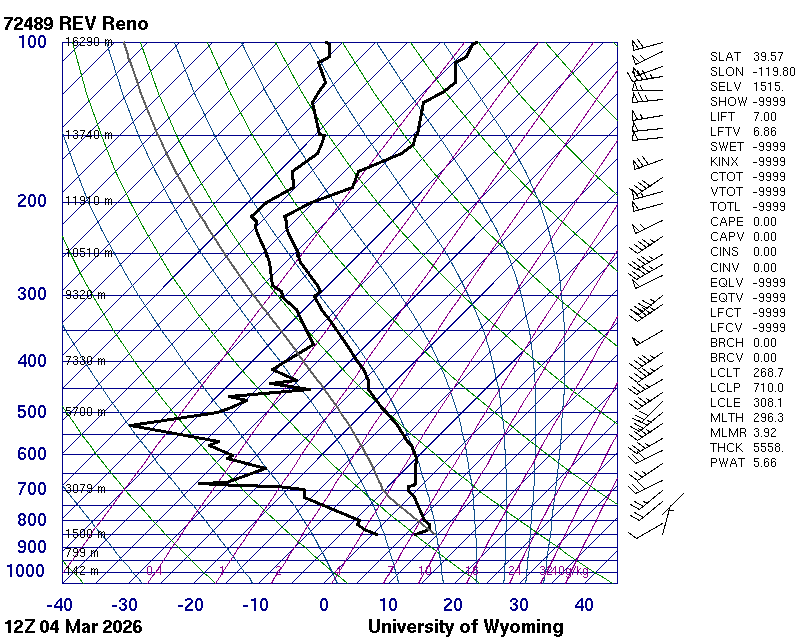 72489 REV Reno
100
16290 m
SLAT 39.57
SLON -119.80
SELV 1515.
SHOW -9999
LIFT 7.00
LFTV 6.86
SWET -9999
KINX -9999
CTOT -9999
VTOT -9999
TOTL -9999
CAPE 0.00
CAPV 0.00
CINS 0.00
CINV 0.00
EQLV -9999
EQTV -9999
LFCT -9999
LFCV -9999
BRCH 0.00
BRCV 0.00
LCLT 268.7
LCLP 710.0
LCLE 308.1
MLTH 296.3
MLMR 3.92
THCK 5558.
PWAT 5.66
13740 m
200
11910 m
10510 m
300
9320 m
400
7330 m
500
5700 m
600
700
3079 m
800
1500 m
900
799 m
1000
142 m
0.4 1 2 4 7 10 16 24 32 40g/kg
-40 -30 -20 -10 0 10 20 30 40
12Z 04 Mar 2026
University of Wyoming